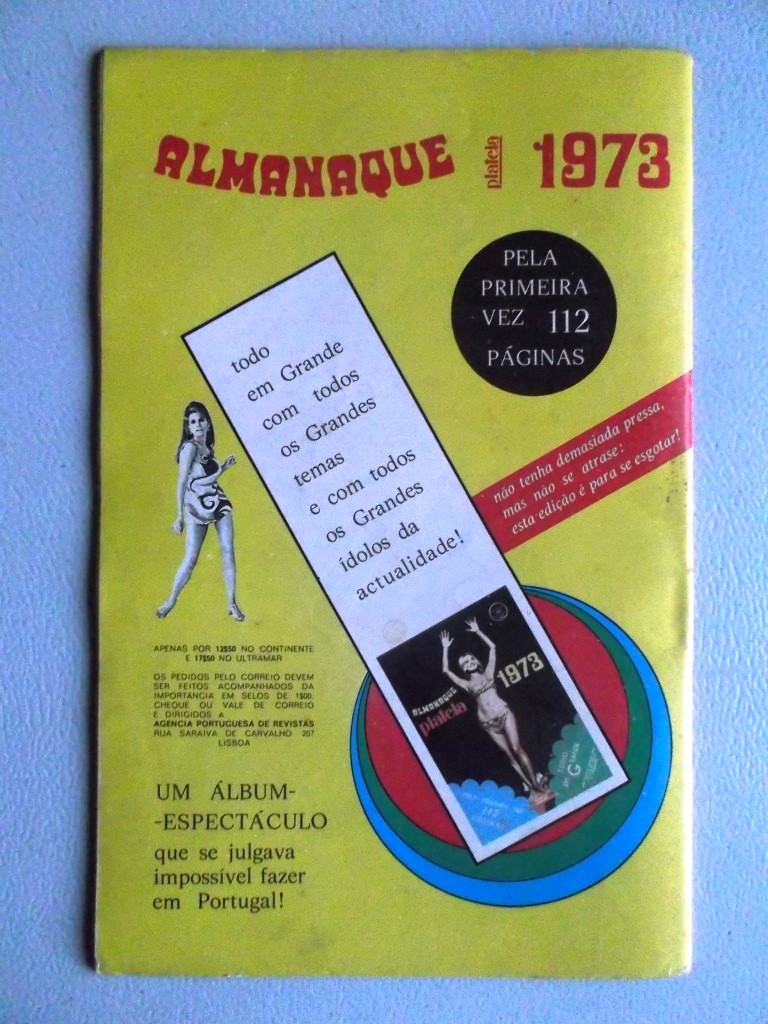 ALMANAQUE plateia 1973
PELA
PRIMEIRA
VEZ 112
PÁGINAS
todo
em Grande
com todos
os Grandes
temas
e com todos
os Grandes
ídolos da
actualidade!
não tenha demasiada pressa,
mas não se atrase:
esta edição é para se esgotar!
ALMANAQUE
plateia
1973
112
PÁGINAS
APENAS POR 12$50 NO CONTINENTE
E 17$50 NO ULTRAMAR
OS PEDIDOS PELO CORREIO DEVEM
SER FEITOS ACOMPANHADOS DA
IMPORTÂNCIA EM SELOS DE 1$00.
CHEQUE OU VALE DE CORREIO
E DIRIGIDOS A
AGENCIA PORTUGUESA DE REVISTAS
RUA SARAIVA DE CARVALHO 207
LISBOA
UM ÁLBUM-
-ESPECTÁCULO
que se julgava
impossível fazer
em Portugal!